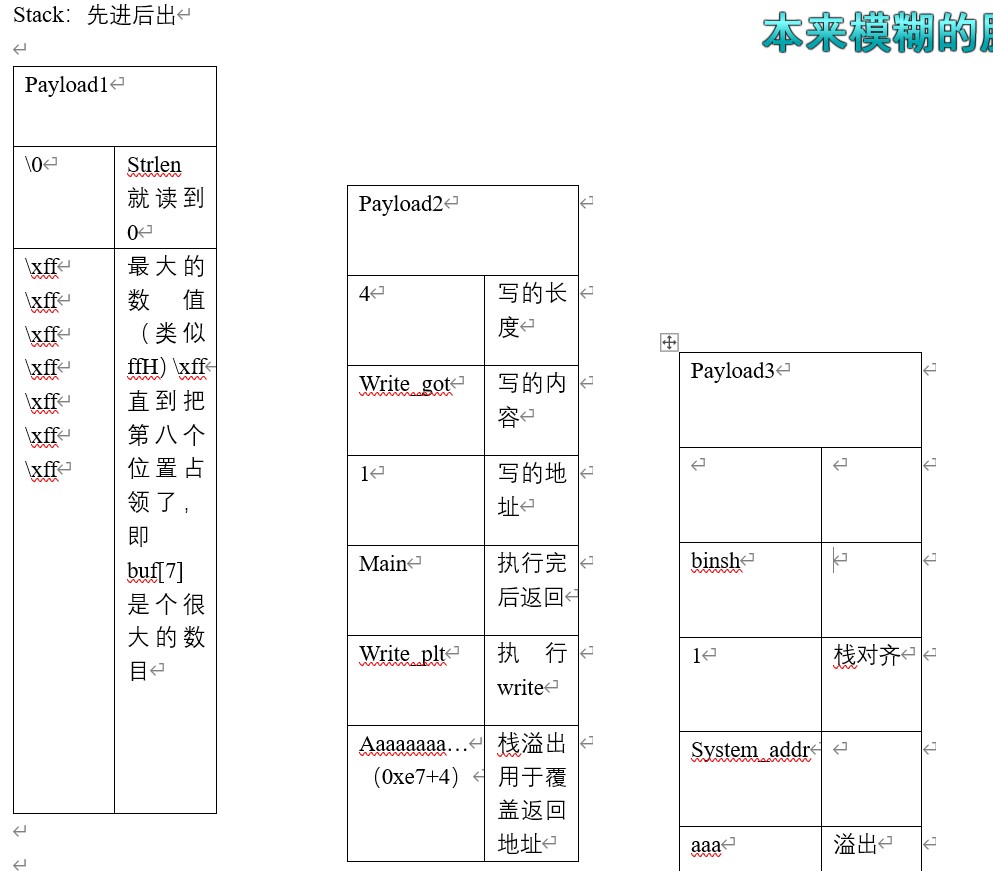 Stack：先进后出
本来模糊的
Payload1
\0
Strlen
就读到
0
\xff
\xff
\xff
\xff
\xff
\xff
\xff
最大的
数值
（类似
ffH）\xff
直到把
第八个
位置占
领了，
即
buf[7]
是个很
大的数
目
Payload2
4
写的长
度
Write_got
写的内
容
1
写的地
址
Main
执行完
后返回
Write_plt
执行
write
Aaaaaaaa…
（0xe7+4）
栈溢出
用于覆
盖返回
地址
Payload3
binsh
1
栈对齐
System_addr
aaa
溢出